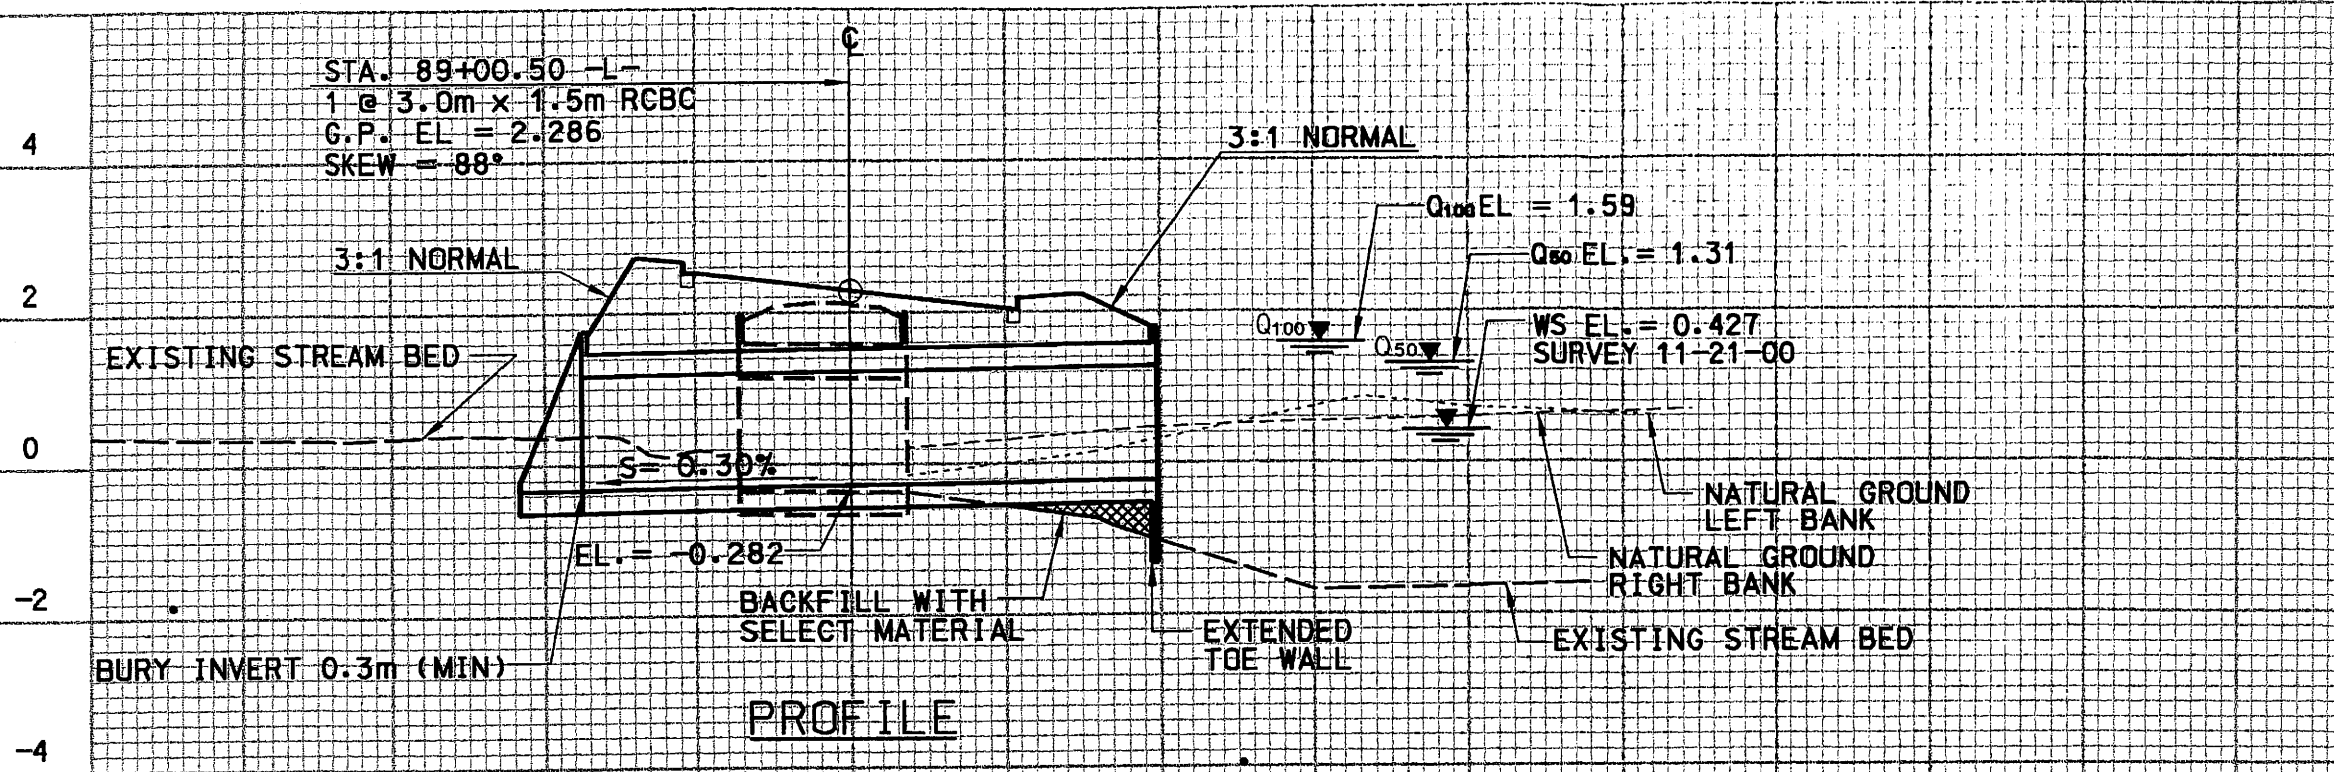 ℄
STA. 89+00.50 -L-
1 @ 3.0m x 1.5m RCBC
G.P. EL = 2.286
SKEW = 88°
4
3:1 NORMAL
Q100 EL = 1.59
3:1 NORMAL
Q50 EL.= 1.31
2
Q100
WS EL.= 0.427
SURVEY 11-21-00
Q50
EXISTING STREAM BED
0
S= 0.30%
NATURAL GROUND
LEFT BANK
EL.= -0.282
NATURAL GROUND
RIGHT BANK
-2
BACKFILL WITH
SELECT MATERIAL
EXTENDED
TOE WALL
EXISTING STREAM BED
BURY INVERT 0.3m (MIN)
PROFILE
-4